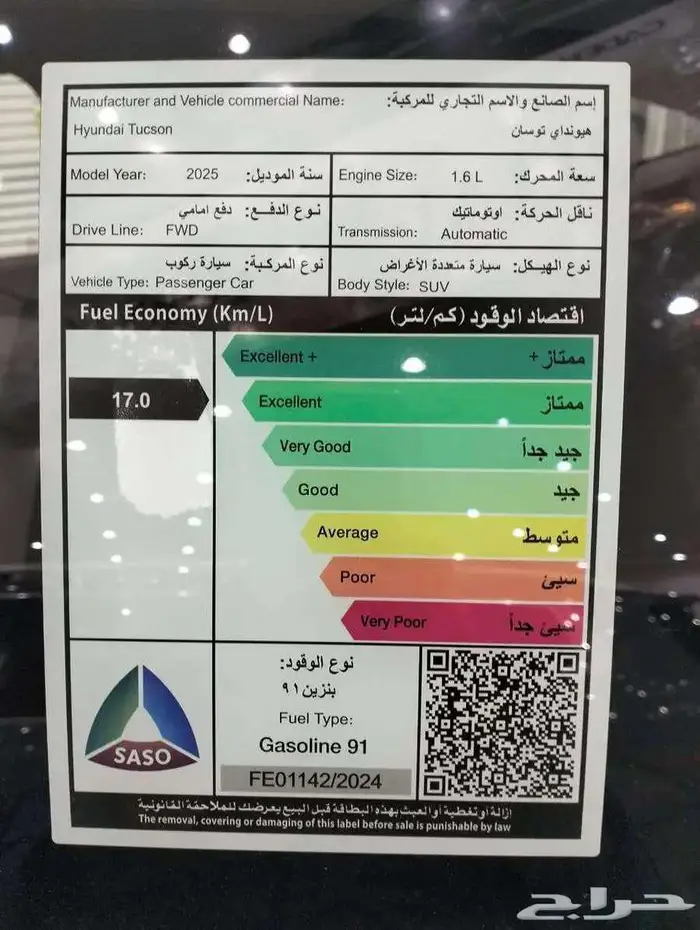 Manufacturer and Vehicle commercial Name: إسم الصانع والاسم التجاري للمركبة:
Hyundai Tucson هيونداي توسان
Model Year: 2025 سنة الموديل:
Engine Size: 1.6 L سعة المحرك:
نوع الدفع: دفع امامي
Drive Line: FWD
ناقل الحركة: اوتوماتيك
Transmission: Automatic
نوع المركبة: سيارة ركوب
Vehicle Type: Passenger Car
نوع الهيكل: سيارة متعددة الأغراض
Body Style: SUV
Fuel Economy (Km/L) اقتصاد الوقود (كم/لتر)
Excellent + ممتاز +
17.0
Excellent ممتاز
Very Good جيد جداً
Good جيد
Average متوسط
Poor سيئ
Very Poor سيئ جداً
SASO
نوع الوقود:
بنزين ٩١
Fuel Type:
Gasoline 91
FE01142/2024
إزالة أو تغطية أو العبث بهذه البطاقة قبل البيع يعرضك للملاحقة القانونية
The removal, covering or damaging of this label before sale is punishable by law
حراج